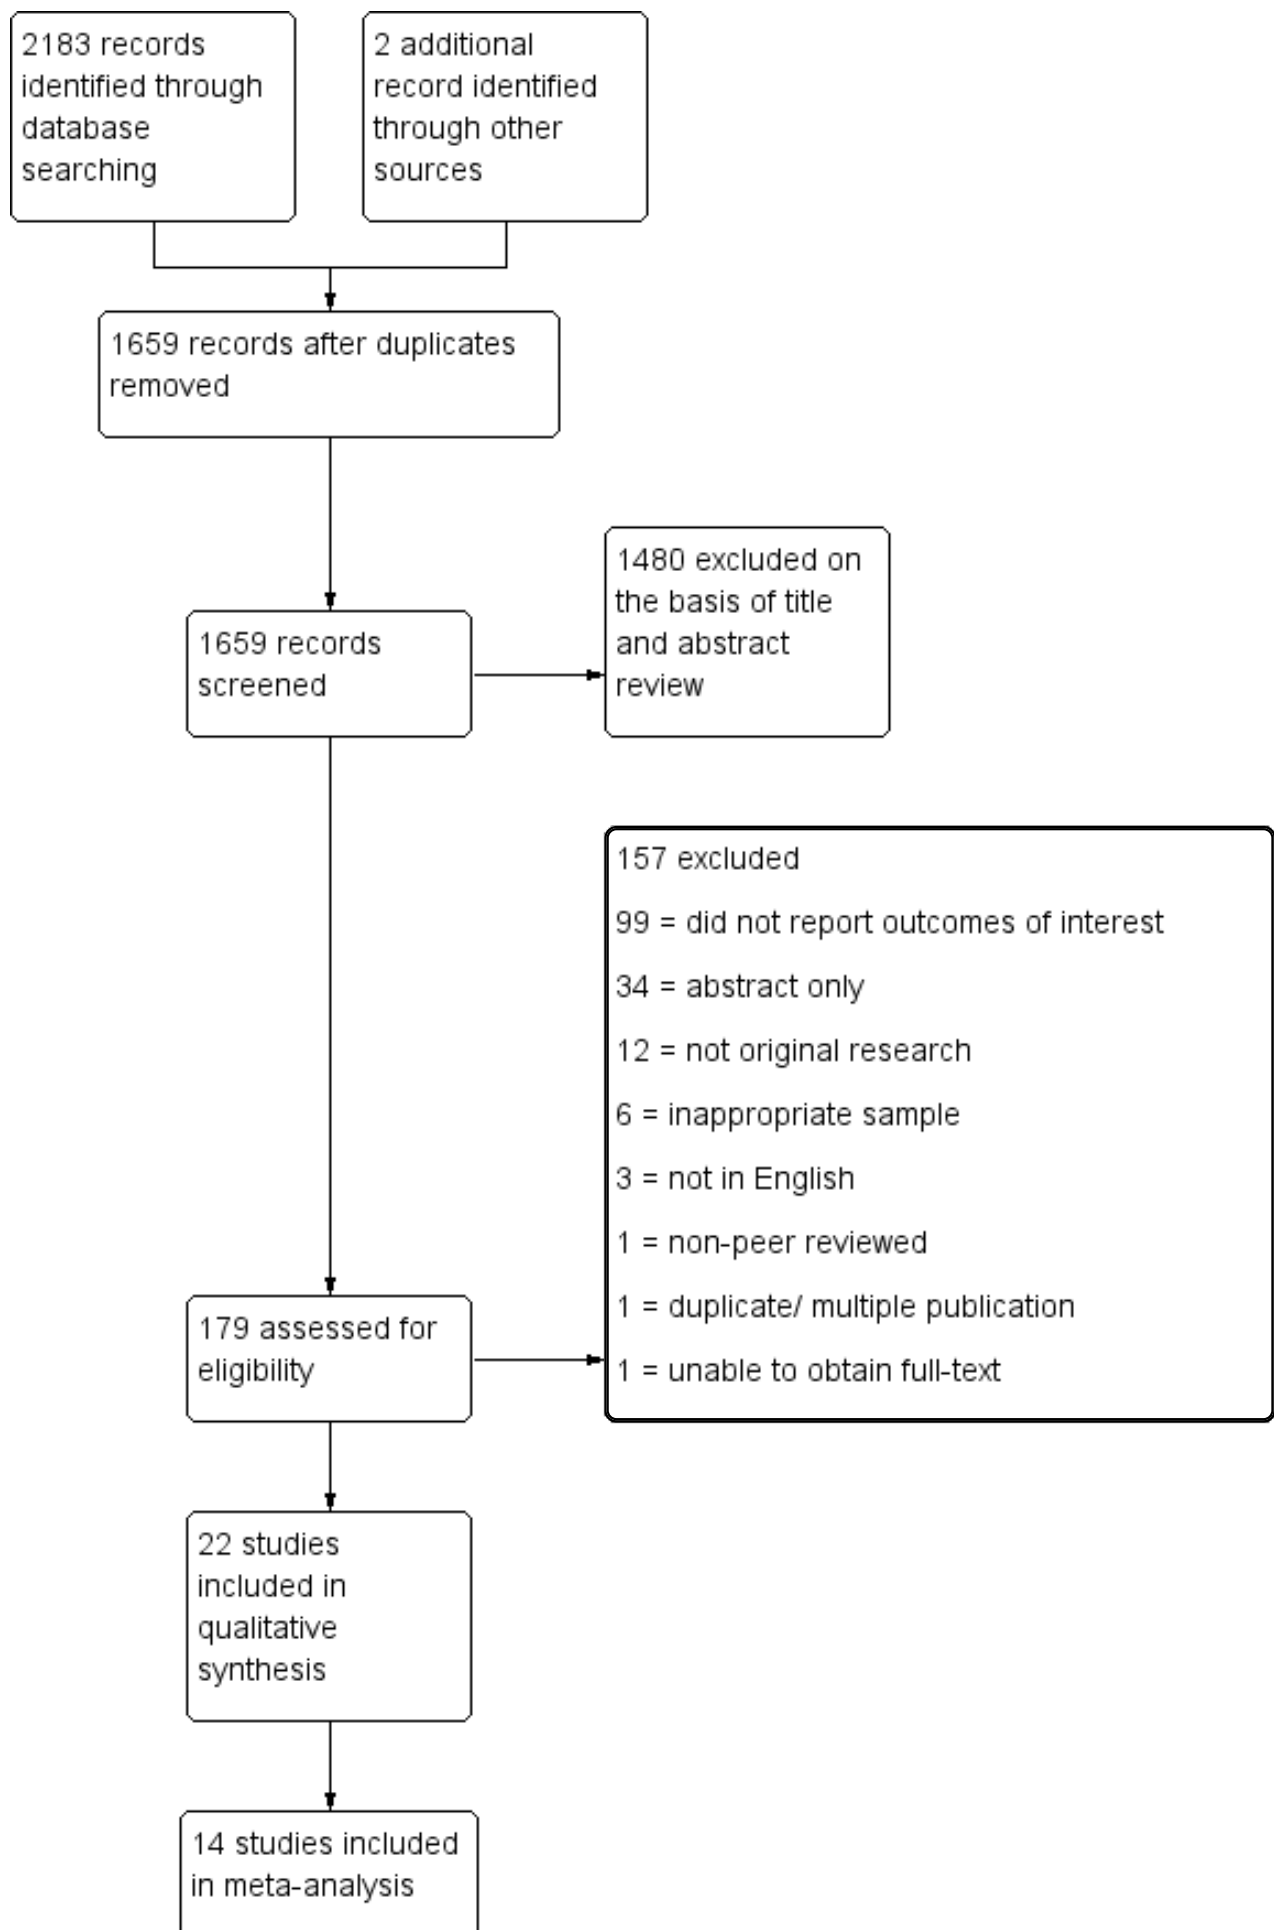 2183 records
identified through
database
searching
2 additional
record identified
through other
sources
1659 records after duplicates
removed
1659 records
screened
1480 excluded on
the basis of title
and abstract
review
179 assessed for
eligibility
157 excluded
99 = did not report outcomes of interest
34 = abstract only
12 = not original research
6 = inappropriate sample
3 = not in English
1 = non-peer reviewed
1 = duplicate/ multiple publication
1 = unable to obtain full-text
22 studies
included in
qualitative
synthesis
14 studies included
in meta-analysis